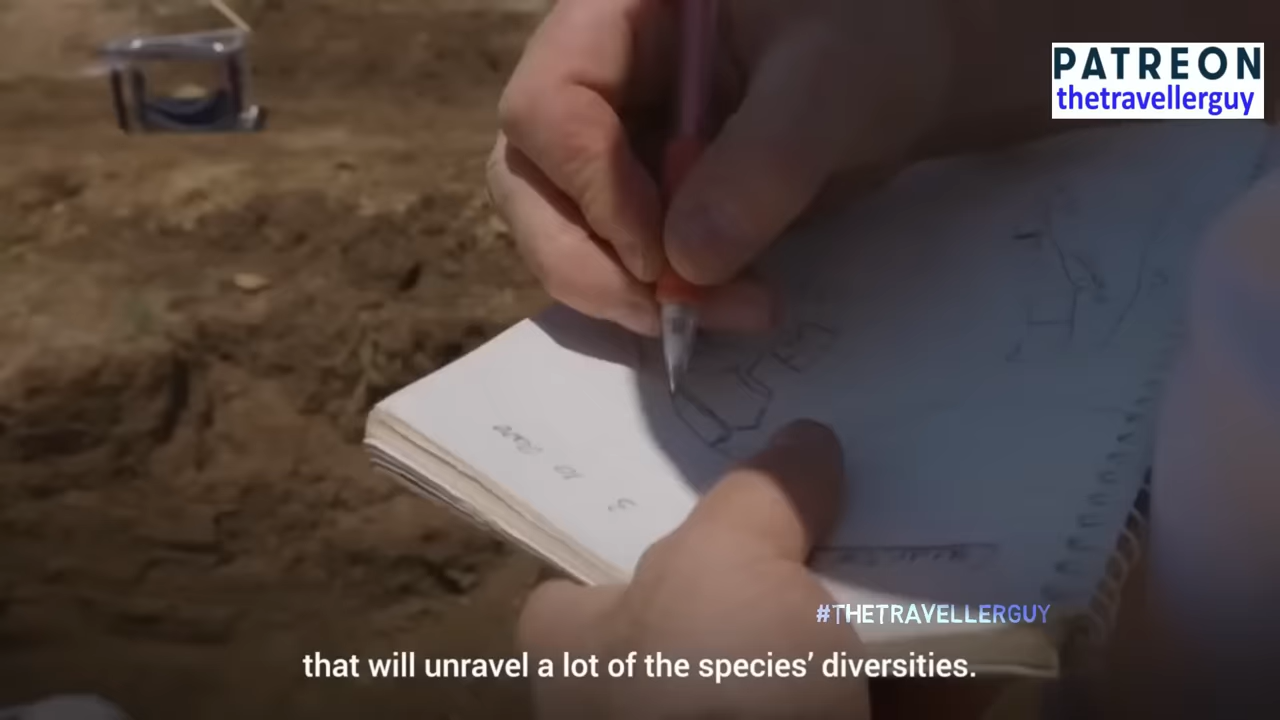 PATREON
thetravellerguy
#THETRAVELLERGUY
that will unravel a lot of the species’ diversities.